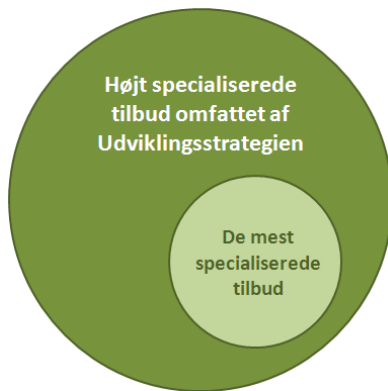 Højt specialiserede
tilbud omfattet af
Udviklingsstrategien
De mest
specialiserede
tilbud